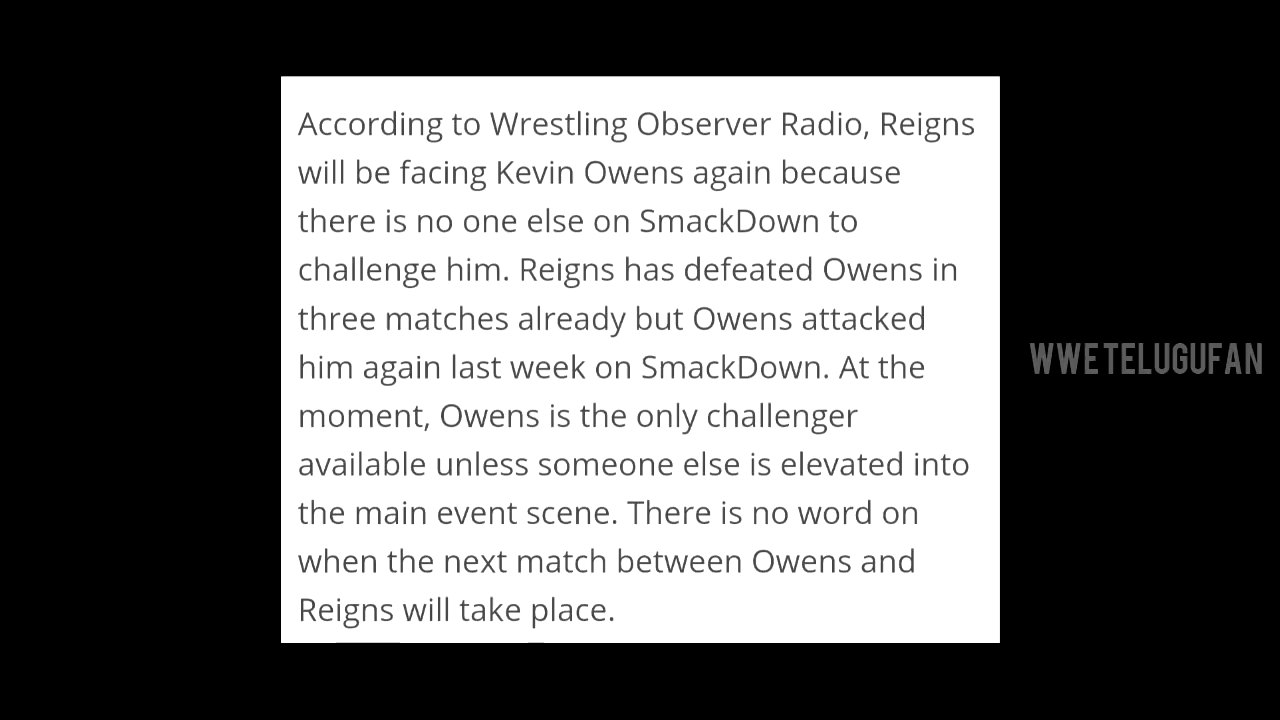 According to Wrestling Observer Radio, Reigns
will be facing Kevin Owens again because
there is no one else on SmackDown to
challenge him. Reigns has defeated Owens in
three matches already but Owens attacked
him again last week on SmackDown. At the
moment, Owens is the only challenger
available unless someone else is elevated into
the main event scene. There is no word on
when the next match between Owens and
Reigns will take place.
WWETELUGUFAN